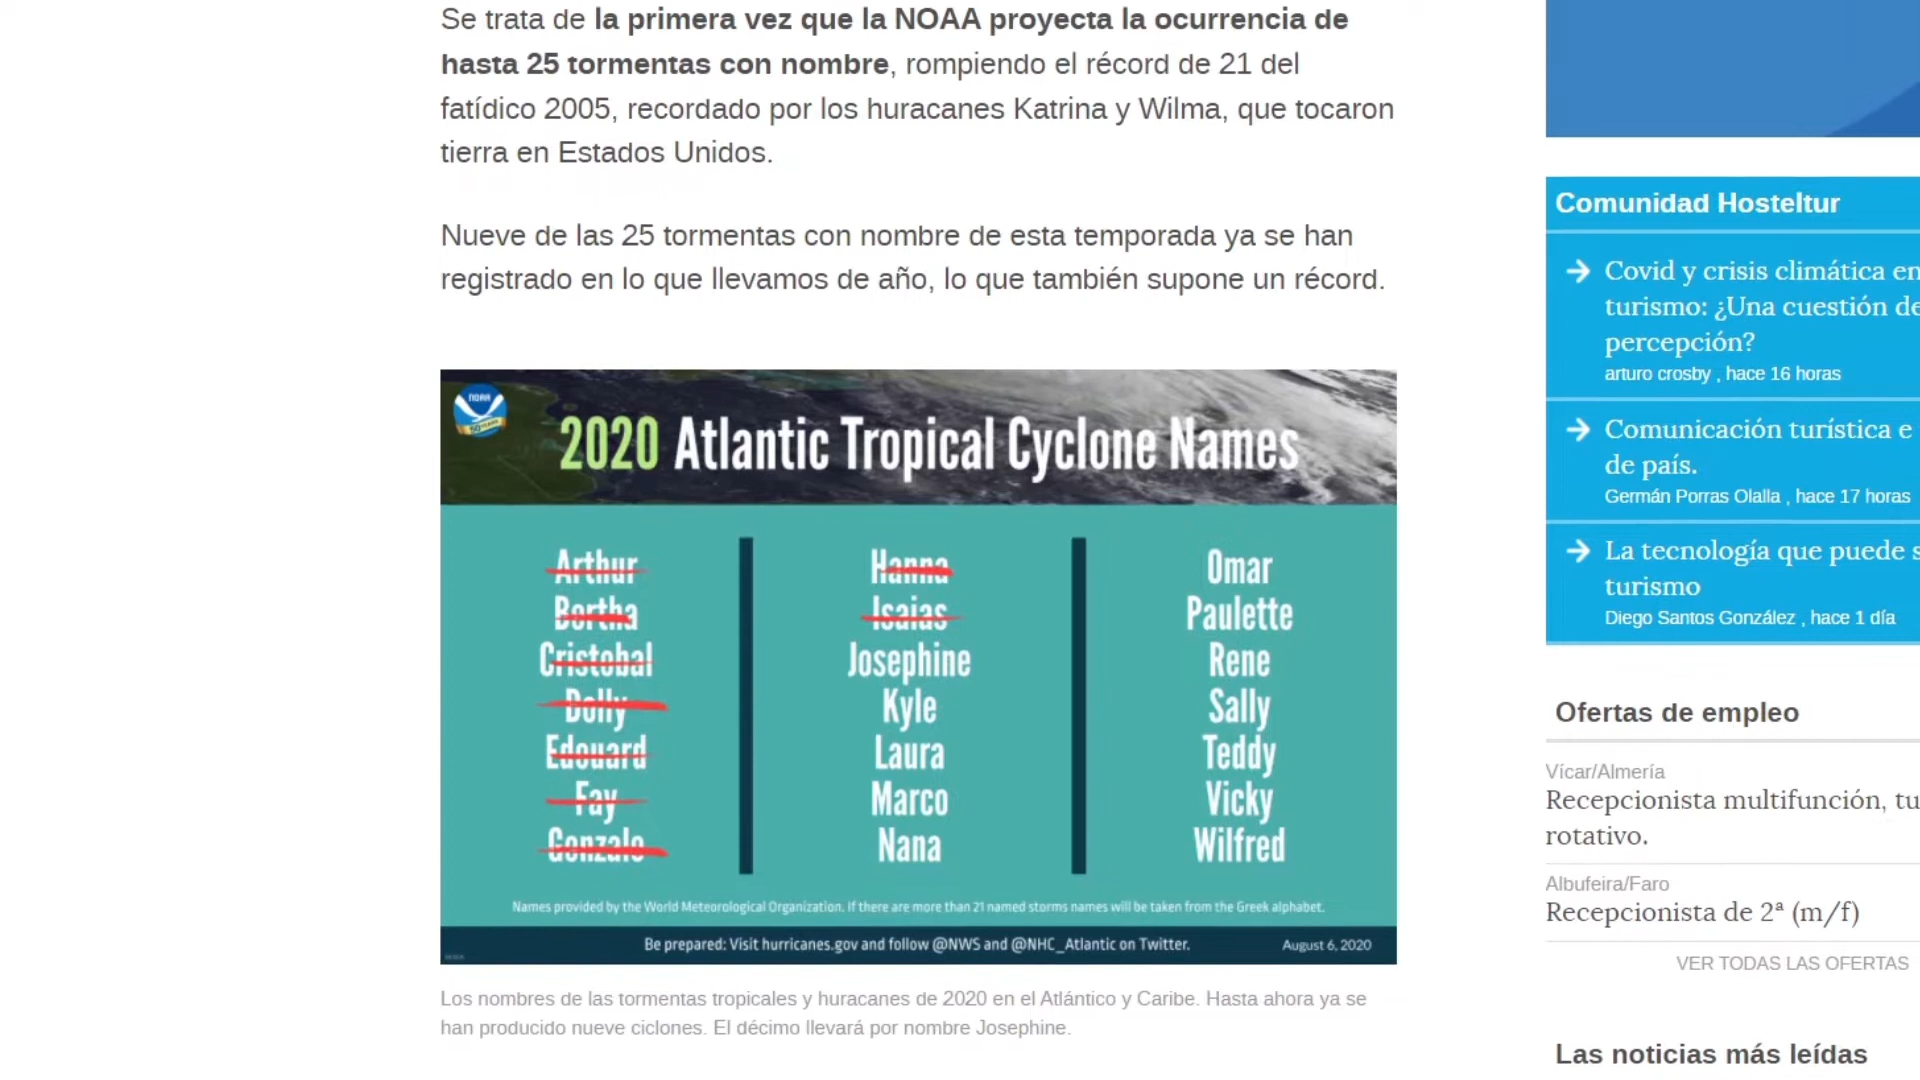 Se trata de la primera vez que la NOAA proyecta la ocurrencia de
hasta 25 tormentas con nombre, rompiendo el récord de 21 del
fatídico 2005, recordado por los huracanes Katrina y Wilma, que tocaron
tierra en Estados Unidos.
Nueve de las 25 tormentas con nombre de esta temporada ya se han
registrado en lo que llevamos de año, lo que también supone un récord.
NOAA
50 YEARS
2020 Atlantic Tropical Cyclone Names
Arthur
Bertha
Cristobal
Dolly
Edouard
Fay
Gonzalo
Hanna
Isaias
Josephine
Kyle
Laura
Marco
Nana
Omar
Paulette
Rene
Sally
Teddy
Vicky
Wilfred
Names provided by the World Meteorological Organization. If there are more than 21 named storms names will be taken from the Greek alphabet.
Be prepared: Visit hurricanes.gov and follow @NWS and @NHC_Atlantic on Twitter.
August 6, 2020
Los nombres de las tormentas tropicales y huracanes de 2020 en el Atlántico y Caribe. Hasta ahora ya se
han producido nueve ciclones. El décimo llevará por nombre Josephine.
Comunidad Hosteltur
Covid y crisis climática en
turismo: ¿Una cuestión de
percepción?
arturo crosby , hace 16 horas
Comunicación turística e
de país.
Germán Porras Olalla , hace 17 horas
La tecnología que puede s
turismo
Diego Santos González , hace 1 día
Ofertas de empleo
Vícar/Almería
Recepcionista multifunción, tu
rotativo.
Albufeira/Faro
Recepcionista de 2ª (m/f)
VER TODAS LAS OFERTAS
Las noticias más leídas